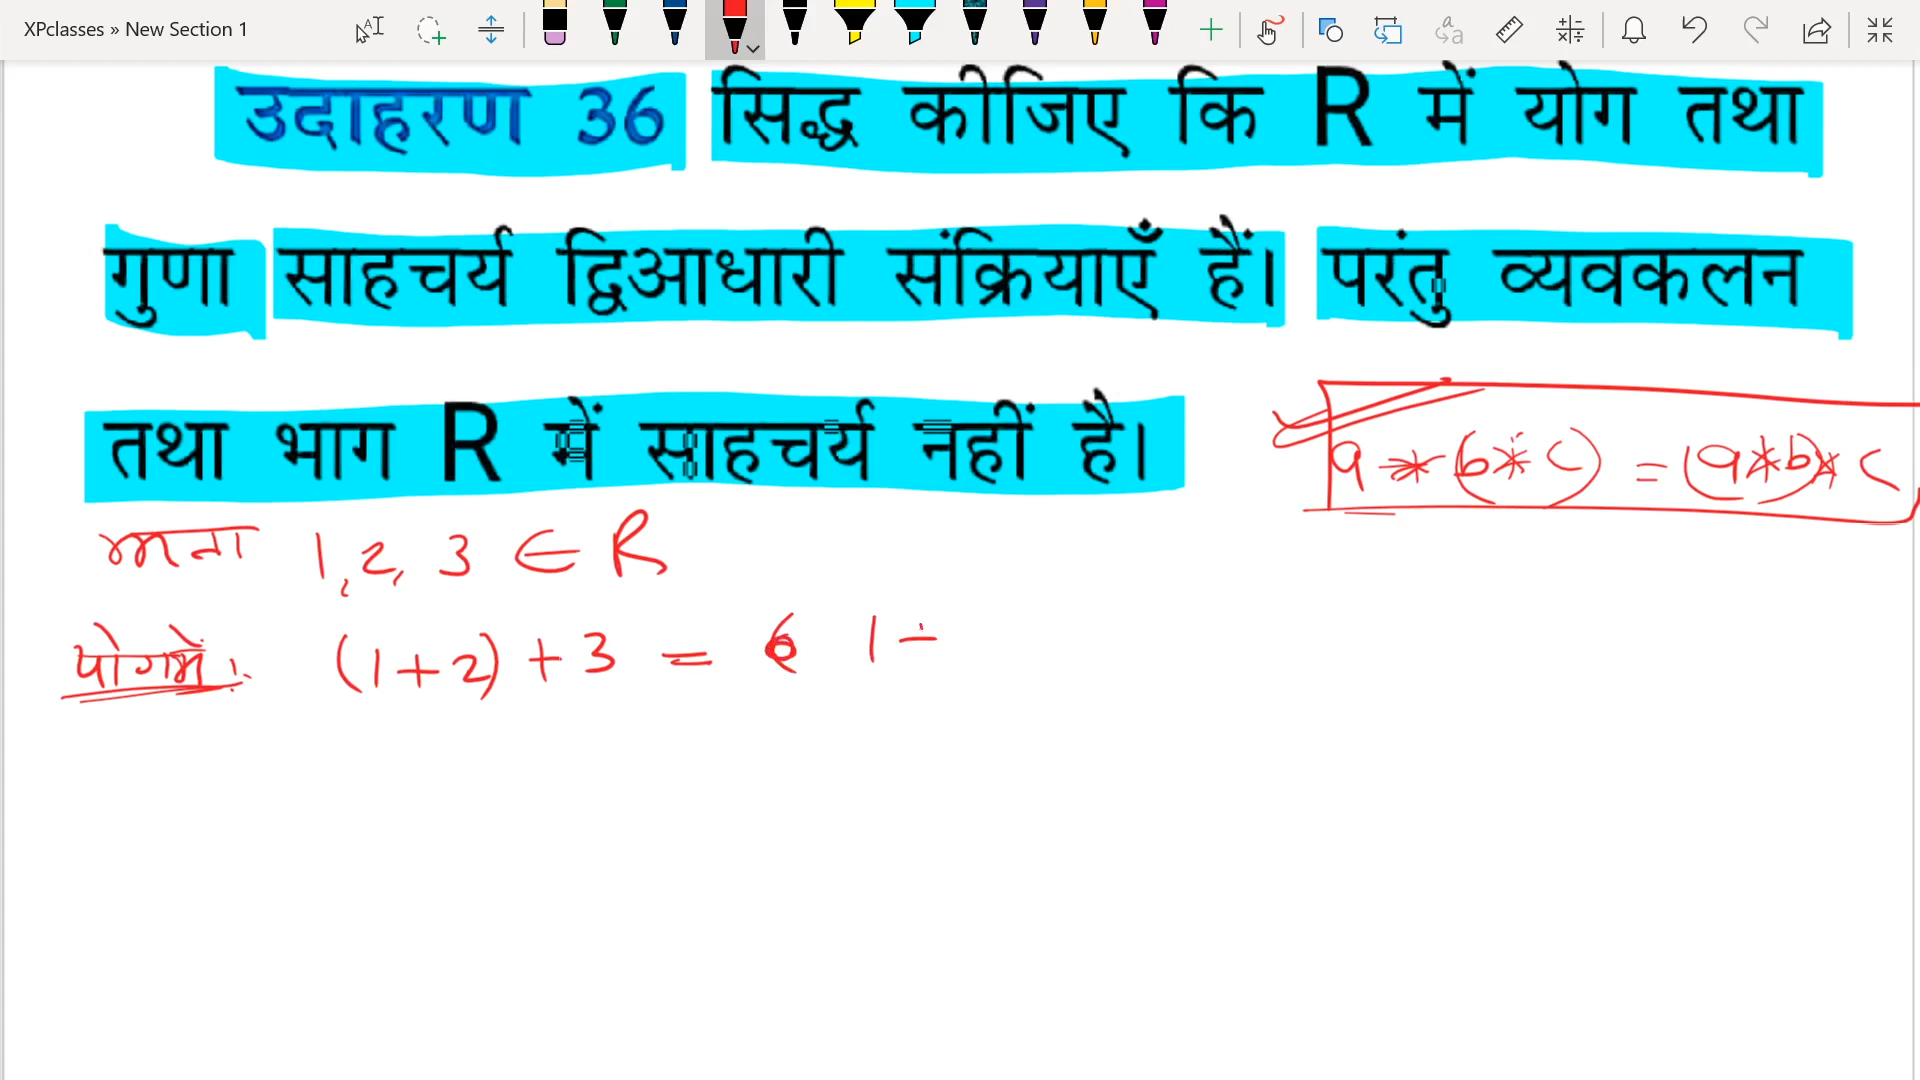 XPclasses » New Section 1
उदाहरण 36 सिद्ध कीजिए कि R में योग तथा
गुणा साहचर्य द्विआधारी संक्रियाएँ हैं। परंतु व्यवकलन
तथा भाग R में साहचर्य नहीं है।
a * (b * c) = (a * b) * c
माना 1, 2, 3 ∈ R
योग में : (1 + 2) + 3 = 6 1 ÷